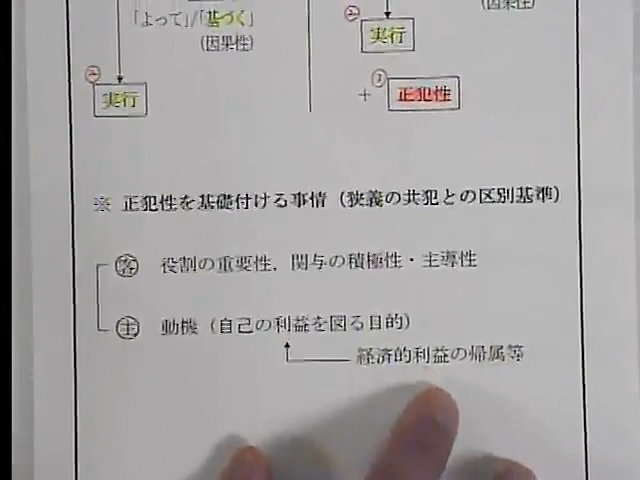 「よって」/「基づく」
(因果性)
(因果性)
② 実行
② 実行
+ ③ 正犯性
※ 正犯性を基礎付ける事情（狭義の共犯との区別基準）
客 役割の重要性，関与の積極性・主導性
主 動機（自己の利益を図る目的）
経済的利益の帰属等